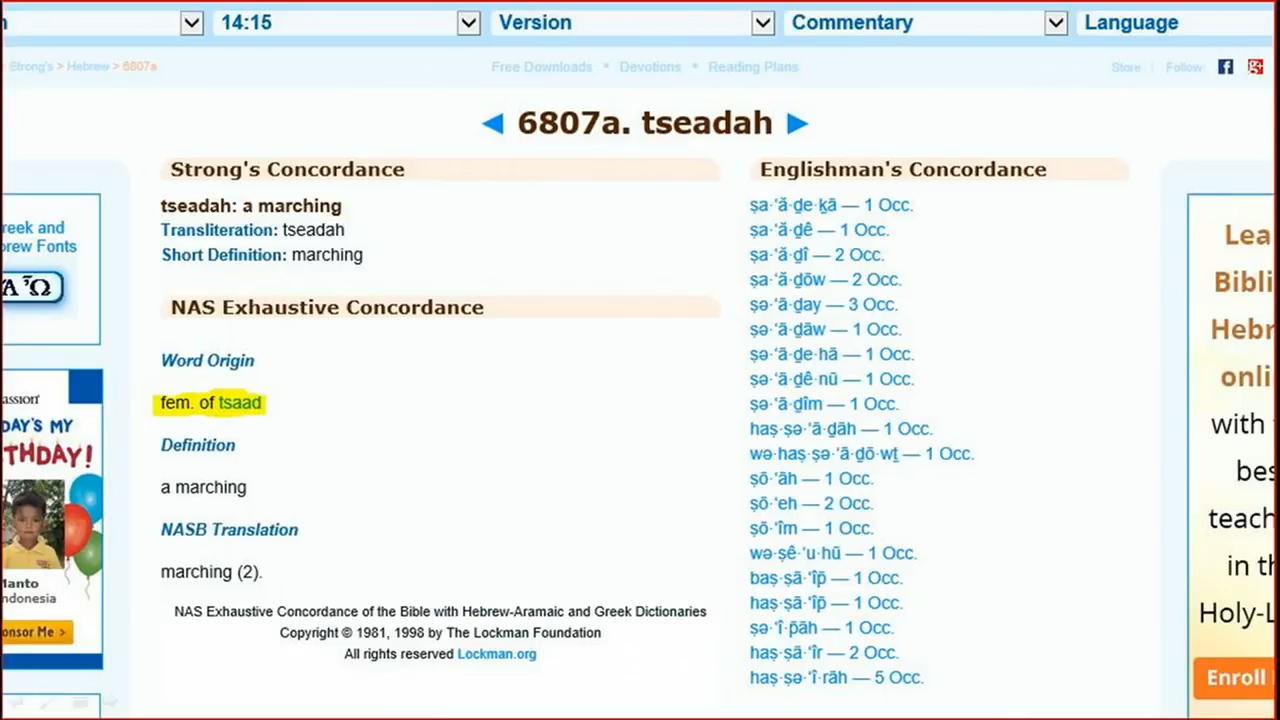 14:15
Version
Commentary
Language
Strong's > Hebrew > 6807a
Free Downloads • Devotions • Reading Plans
Store
Follow:
6807a. tseadah
Strong's Concordance
tseadah: a marching
Transliteration: tseadah
Short Definition: marching
NAS Exhaustive Concordance
Word Origin
fem. of tsaad
Definition
a marching
NASB Translation
marching (2).
NAS Exhaustive Concordance of the Bible with Hebrew-Aramaic and Greek Dictionaries
Copyright © 1981, 1998 by The Lockman Foundation
All rights reserved Lockman.org
Englishman's Concordance
ṣa·‘ă·ḏe·ḵā — 1 Occ.
ṣa·‘ă·ḏê — 1 Occ.
ṣa·‘ă·ḏî — 2 Occ.
ṣa·‘ă·ḏōw — 2 Occ.
ṣə·‘ā·ḏay — 3 Occ.
ṣə·‘ā·ḏāw — 1 Occ.
ṣə·‘ā·ḏe·hā — 1 Occ.
ṣə·‘ā·ḏê·nū — 1 Occ.
ṣə·‘ā·ḏîm — 1 Occ.
haṣ·ṣə·‘ā·ḏāh — 1 Occ.
wə·haṣ·ṣə·‘ā·ḏō·wṯ — 1 Occ.
ṣō·‘āh — 1 Occ.
ṣō·‘eh — 2 Occ.
ṣō·‘îm — 1 Occ.
wə·ṣê·‘u·hū — 1 Occ.
baṣ·ṣā·‘îp̄ — 1 Occ.
haṣ·ṣā·‘îp̄ — 1 Occ.
ṣə·‘î·p̄āh — 1 Occ.
haṣ·ṣā·‘îr — 2 Occ.
haṣ·ṣə·‘î·rāh — 5 Occ.
reek and
brew Fonts
Α ʼΩ
assion
DAY'S MY
THDAY!
Manto
ndonesia
onsor Me >
Lea
Bibli
Hebr
onli
with
bes
teach
in th
Holy-L
Enroll